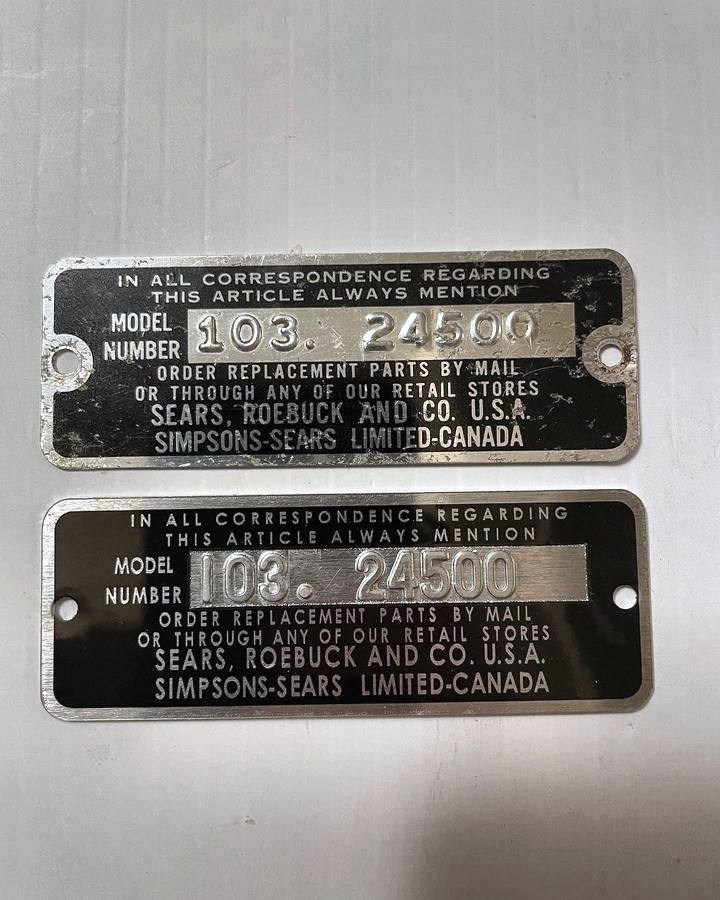 IN ALL CORRESPONDENCE REGARDING
THIS ARTICLE ALWAYS MENTION
MODEL NUMBER 103. 24500
ORDER REPLACEMENT PARTS BY MAIL
OR THROUGH ANY OF OUR RETAIL STORES
SEARS, ROEBUCK AND CO. U.S.A.
SIMPSONS-SEARS LIMITED-CANADA
IN ALL CORRESPONDENCE REGARDING
THIS ARTICLE ALWAYS MENTION
MODEL NUMBER 103. 24500
ORDER REPLACEMENT PARTS BY MAIL
OR THROUGH ANY OF OUR RETAIL STORES
SEARS, ROEBUCK AND CO. U.S.A.
SIMPSONS-SEARS LIMITED-CANADA